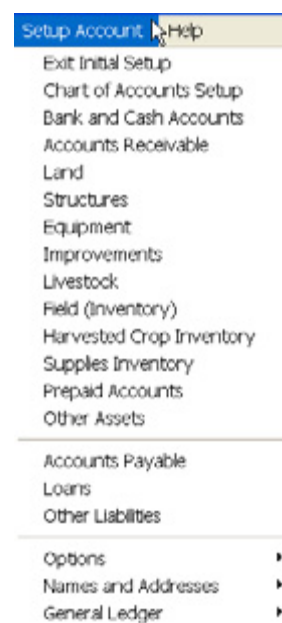 Setup Account Help
Exit Initial Setup
Chart of Accounts Setup
Bank and Cash Accounts
Accounts Receivable
Land
Structures
Equipment
Improvements
Livestock
Field (Inventory)
Harvested Crop Inventory
Supplies Inventory
Prepaid Accounts
Other Assets
Accounts Payable
Loans
Other Liabilities
Options
Names and Addresses
General Ledger